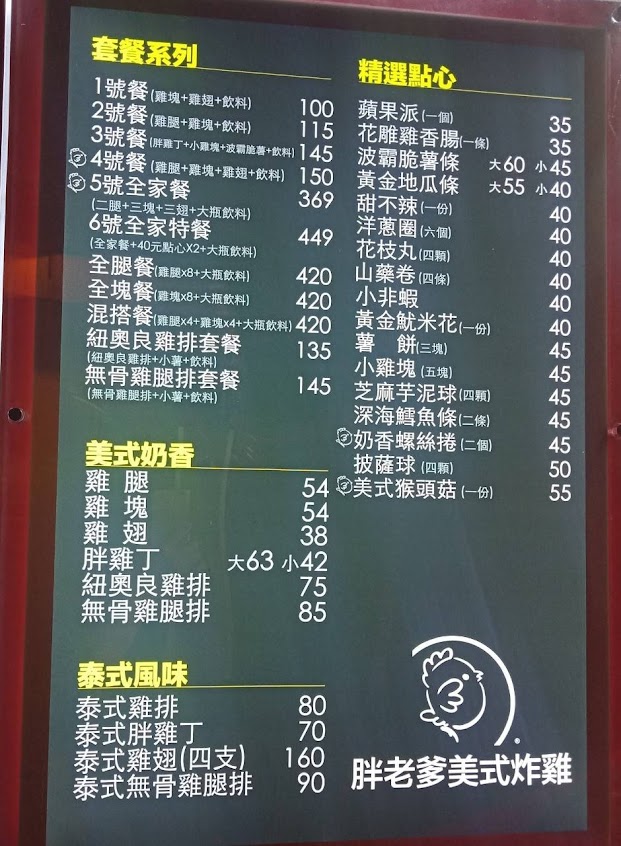 套餐系列
1號餐(雞塊+雞翅+飲料) 100
2號餐(雞腿+雞塊+飲料) 115
3號餐(胖雞丁+小雞塊+波霸脆薯+飲料) 145
4號餐(雞腿+雞塊+雞翅+飲料) 150
5號全家餐 369
(二腿+三塊+三翅+大瓶飲料)
6號全家特餐 449
(全家餐+40元點心X2+大瓶飲料)
全腿餐(雞腿x8+大瓶飲料) 420
全塊餐(雞塊x8+大瓶飲料) 420
混搭餐(雞腿x4+雞塊x4+大瓶飲料) 420
紐奧良雞排套餐 135
(紐奧良雞排+小薯+飲料)
無骨雞腿排套餐 145
(無骨雞腿排+小薯+飲料)
美式奶香
雞 腿 54
雞 塊 54
雞 翅 38
胖雞丁 大63 小42
紐奧良雞排 75
無骨雞腿排 85
泰式風味
泰式雞排 80
泰式胖雞丁 70
泰式雞翅(四支) 160
泰式無骨雞腿排 90
精選點心
蘋果派(一個) 35
花雕雞香腸(一條) 35
波霸脆薯條 大60 小45
黃金地瓜條 大55 小40
甜不辣(一份) 40
洋蔥圈(六個) 40
花枝丸(四顆) 40
山藥卷(四條) 40
小非蝦 40
黃金魷米花(一份) 40
薯 餅(三塊) 45
小雞塊(五塊) 45
芝麻芋泥球(四顆) 45
深海鱈魚條(二條) 45
奶香螺絲捲(二個) 45
披薩球(四顆) 50
美式猴頭菇(一份) 55
胖老爹美式炸雞